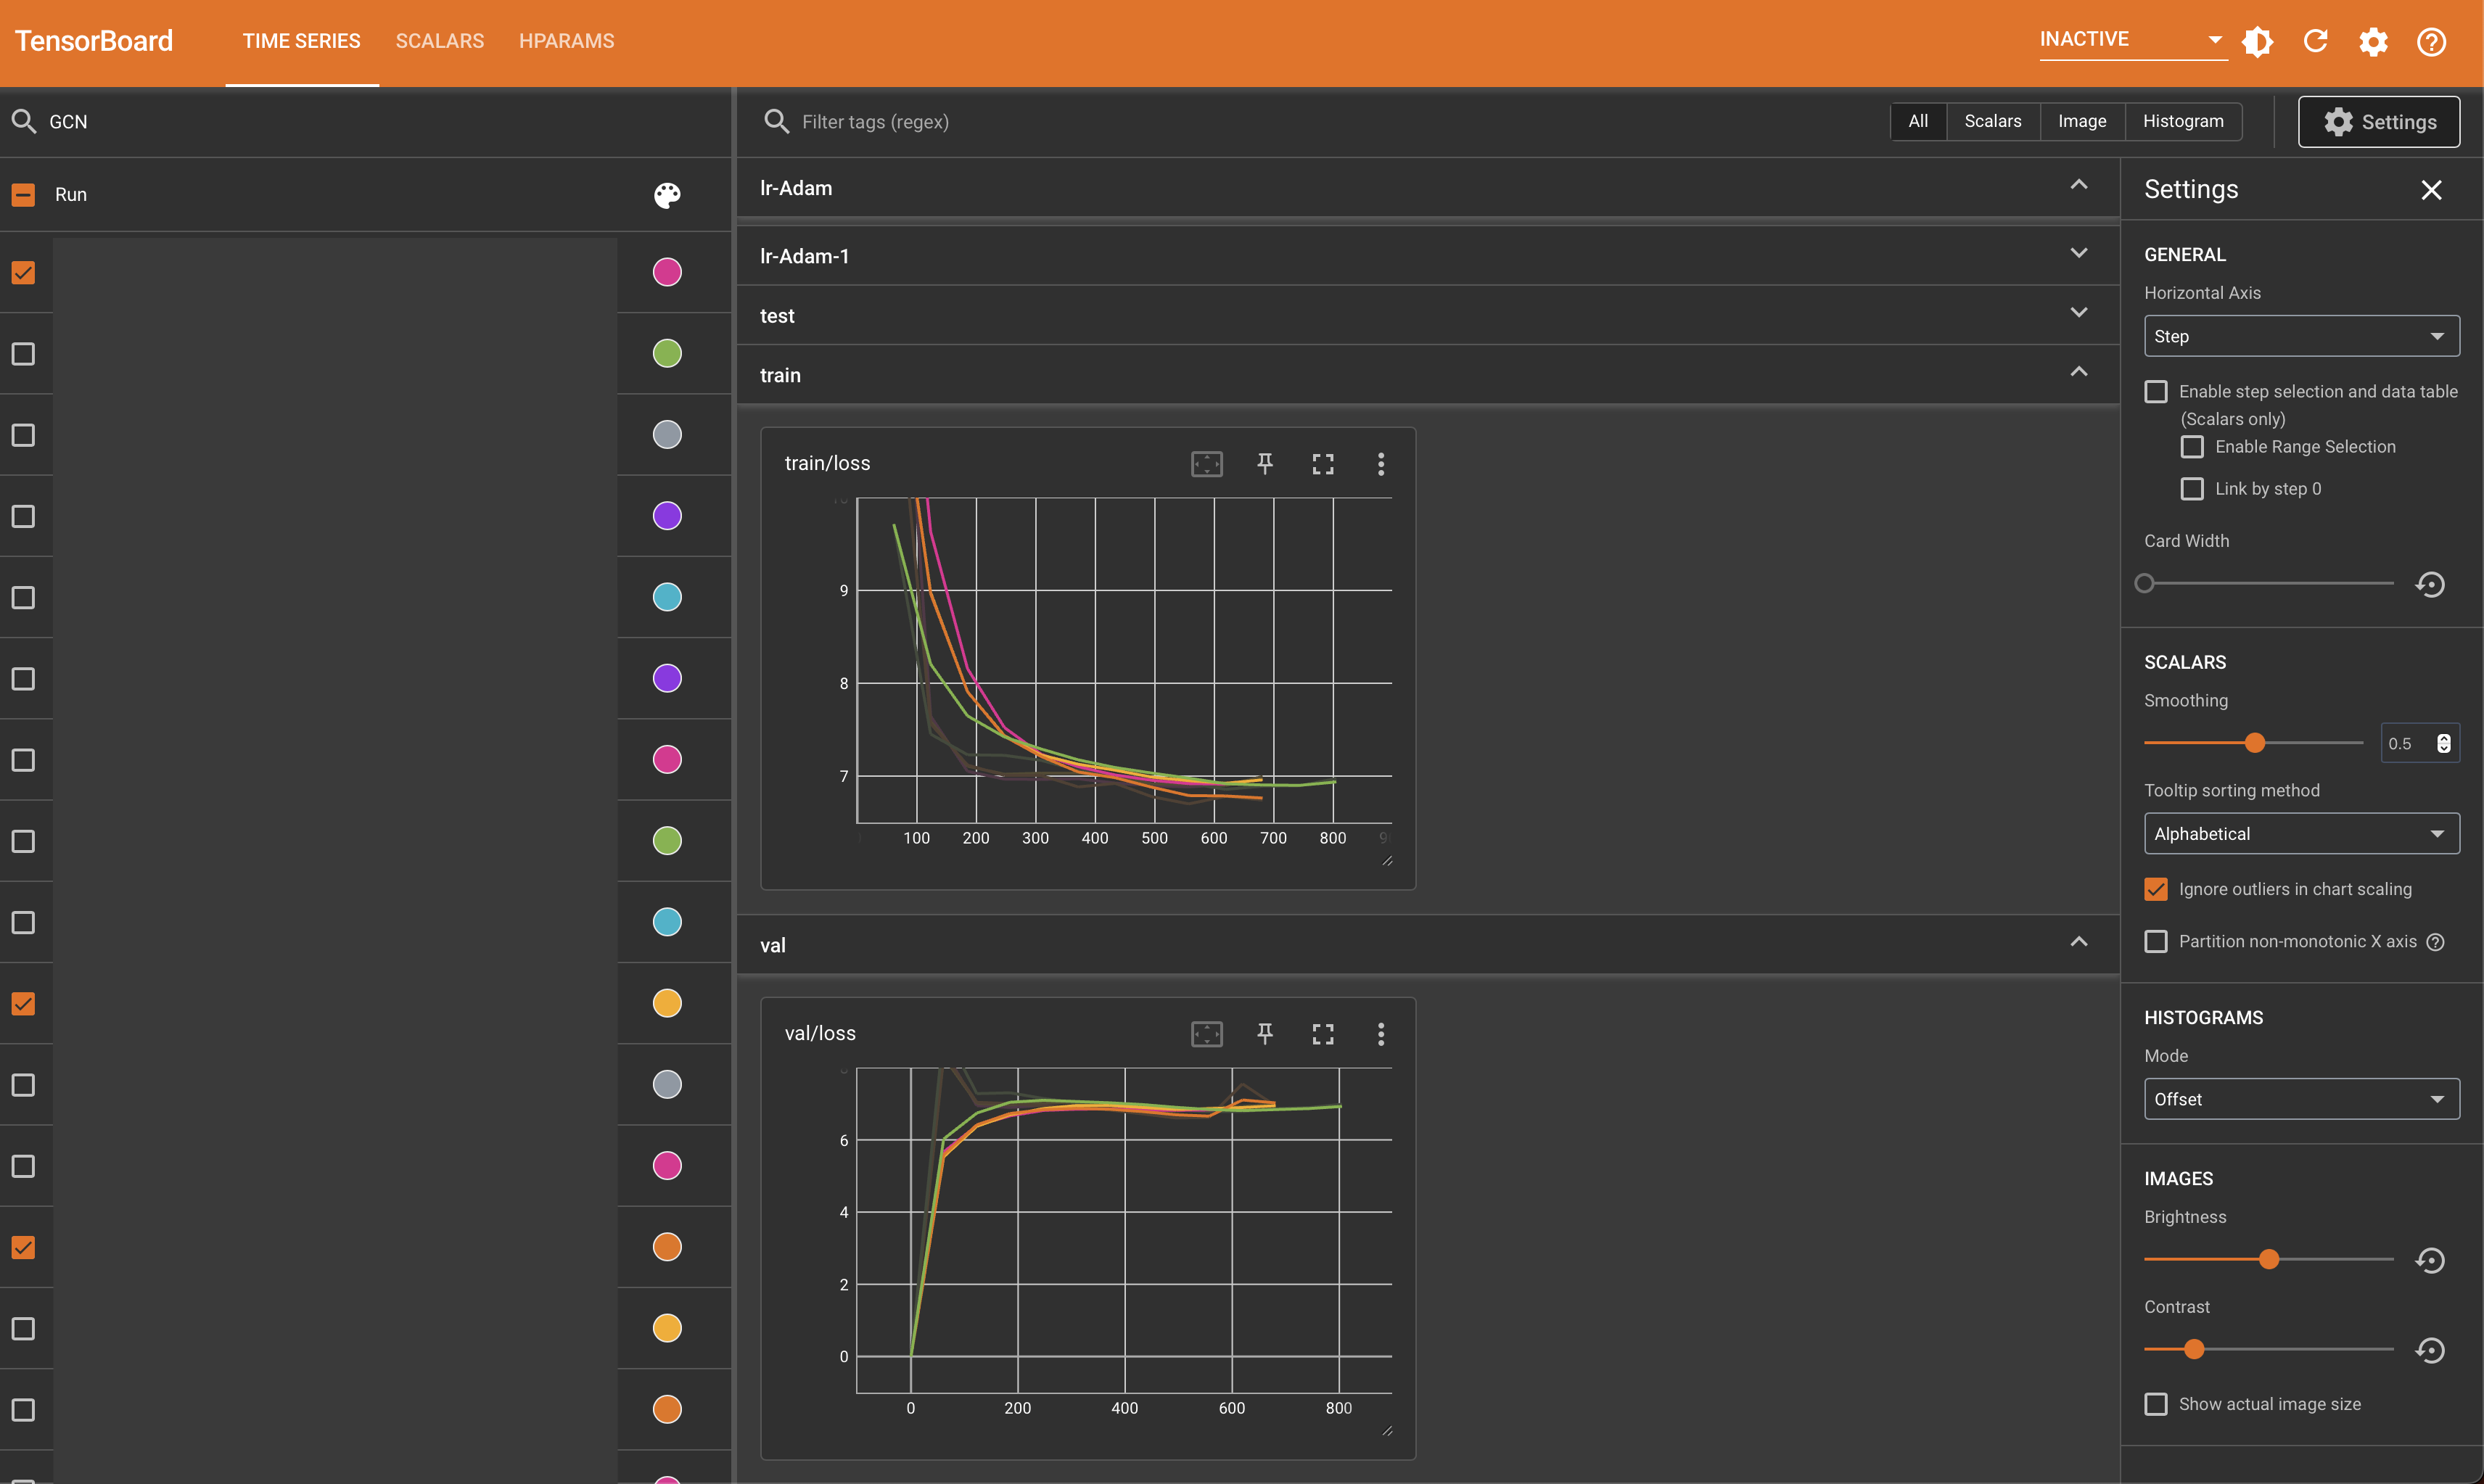 TensorBoard
TIME SERIES
SCALARS
HPARAMS
INACTIVE
GCN
Filter tags (regex)
All
Scalars
Image
Histogram
Settings
Run
lr-Adam
lr-Adam-1
test
train
train/loss
9
8
7
100 200 300 400 500 600 700 800
val
val/loss
6
4
2
0
0 200 400 600 800
Settings
GENERAL
Horizontal Axis
Step
Enable step selection and data table
(Scalars only)
Enable Range Selection
Link by step 0
Card Width
SCALARS
Smoothing
0.5
Tooltip sorting method
Alphabetical
Ignore outliers in chart scaling
Partition non-monotonic X axis
HISTOGRAMS
Mode
Offset
IMAGES
Brightness
Contrast
Show actual image size